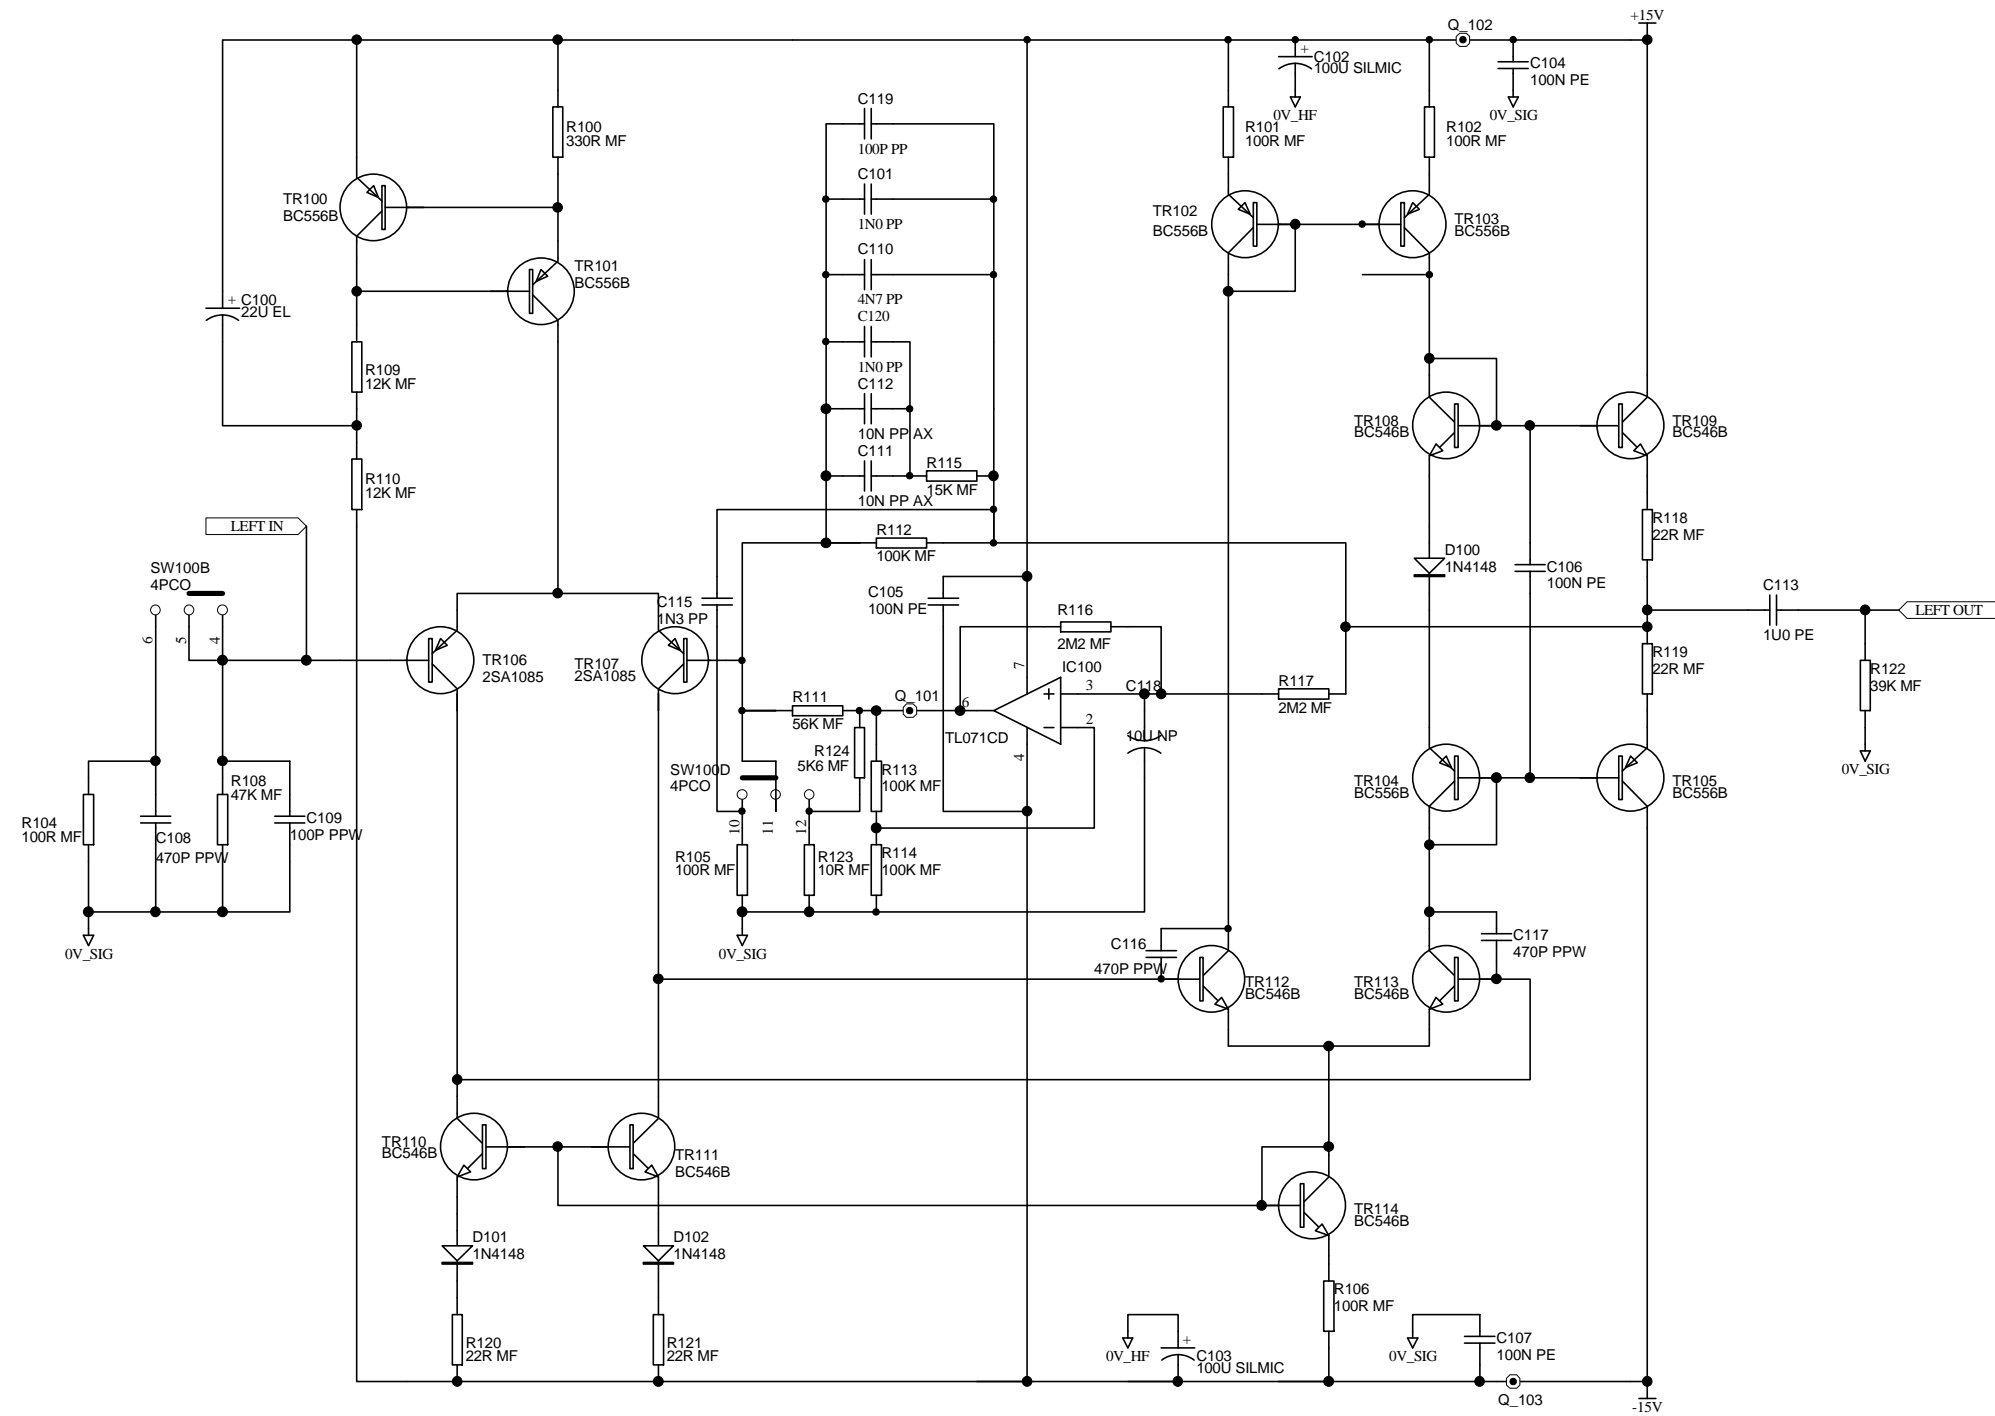 +15V
Q_102
C102
100U SILMIC
C104
100N PE
0V_HF
0V_SIG
C119
100P PP
R100
330R MF
R101
100R MF
R102
100R MF
C101
1N0 PP
TR100
BC556B
TR102
BC556B
TR103
BC556B
C110
4N7 PP
TR101
BC556B
C100
22U EL
C120
1N0 PP
R109
12K MF
C112
10N PP AX
TR108
BC546B
TR109
BC546B
C111
10N PP AX
R115
15K MF
R110
12K MF
LEFT IN
R112
100K MF
R118
22R MF
D100
1N4148
C106
100N PE
SW100B
4PCO
C115
1N3 PP
C105
100N PE
R116
2M2 MF
C113
1U0 PE
LEFT OUT
6
5
4
TR106
2SA1085
TR107
2SA1085
7
IC100
3
2
6
4
C118
10U NP
R117
2M2 MF
R119
22R MF
R122
39K MF
0V_SIG
R111
56K MF
Q_101
TL071CD
R124
5K6 MF
R113
100K MF
SW100D
4PCO
10
11
12
TR104
BC556B
TR105
BC556B
R104
100R MF
C108
470P PPW
R108
47K MF
C109
100P PPW
R105
100R MF
R123
10R MF
R114
100K MF
0V_SIG
0V_SIG
C116
470P PPW
C117
470P PPW
TR112
BC546B
TR113
BC546B
TR110
BC546B
TR111
BC546B
TR114
BC546B
D101
1N4148
D102
1N4148
R106
100R MF
R120
22R MF
R121
22R MF
0V_HF
C103
100U SILMIC
0V_SIG
C107
100N PE
Q_103
-15V